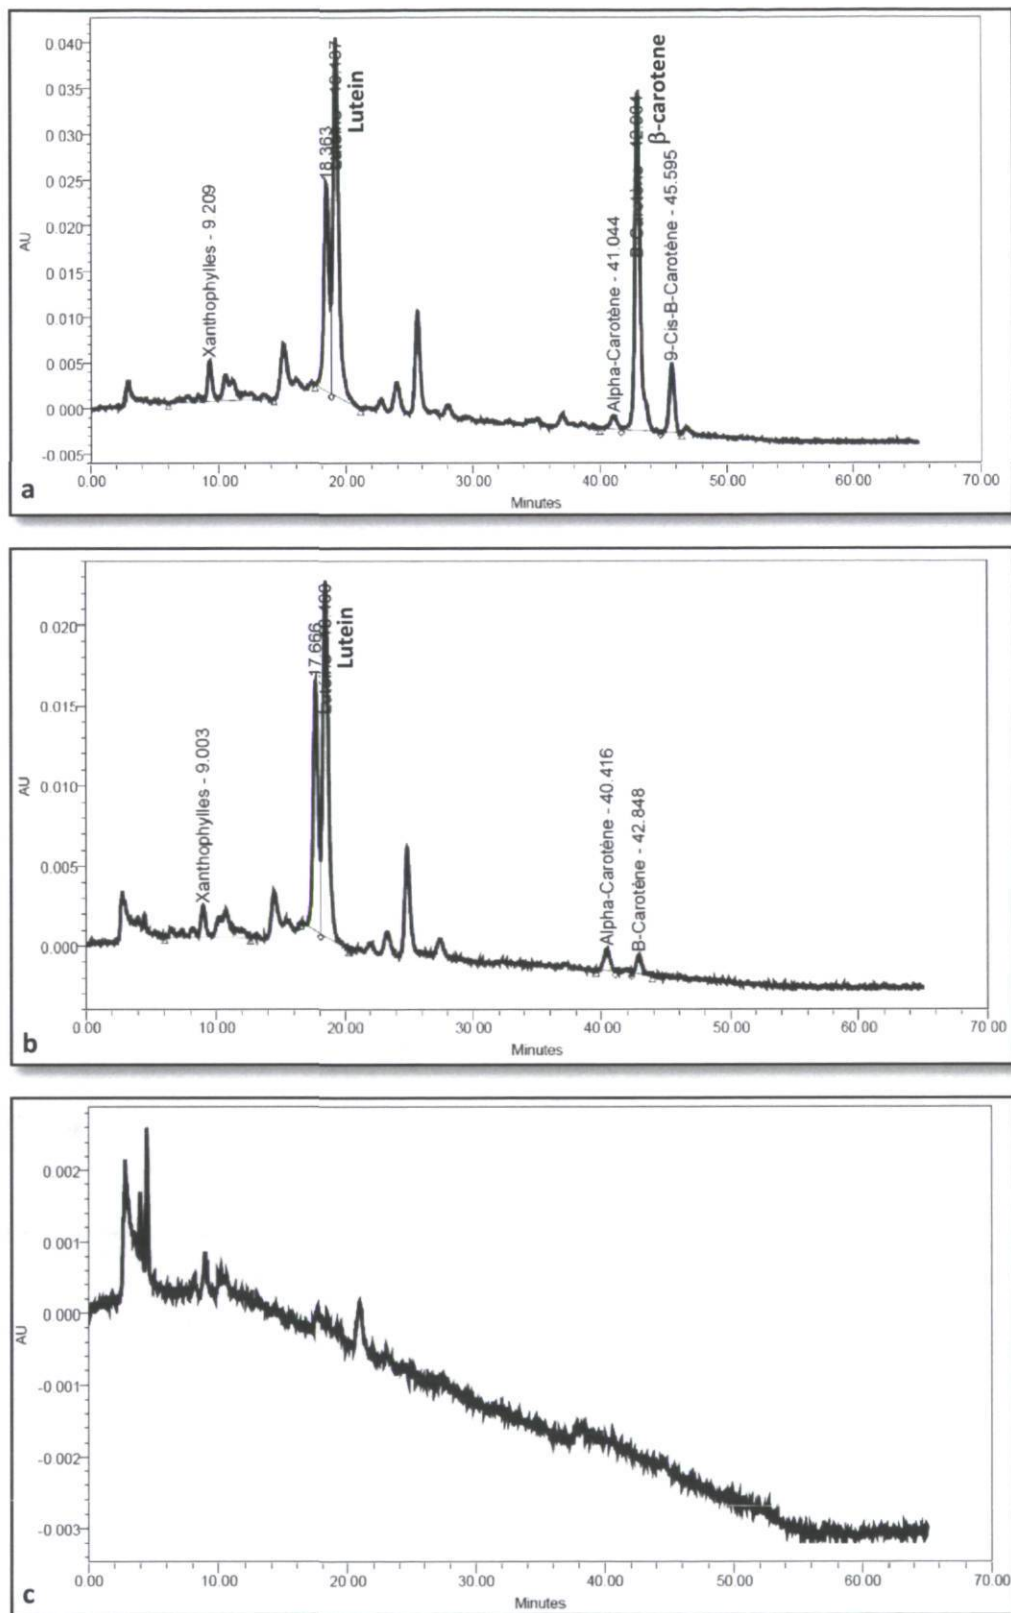 0.040
0.035
0.030
0.025
0.020
0.015
0.010
0.005
0.000
-0.005
AU
Xanthophylles - 9.209
18.363
Lutein
Alpha-Carotène - 41.044
B-Carotène
β-carotene
9-Cis-B-Carotène - 45.595
0.00
10.00
20.00
30.00
40.00
50.00
60.00
70.00
Minutes
a
0.020
0.015
0.010
0.005
0.000
AU
Xanthophylles - 9.003
17.666
Lutein
Alpha-Carotène - 40.416
B-Carotène - 42.848
0.00
10.00
20.00
30.00
40.00
50.00
60.00
70.00
Minutes
b
0.002
0.001
0.000
-0.001
-0.002
-0.003
AU
0.00
10.00
20.00
30.00
40.00
50.00
60.00
70.00
Minutes
c